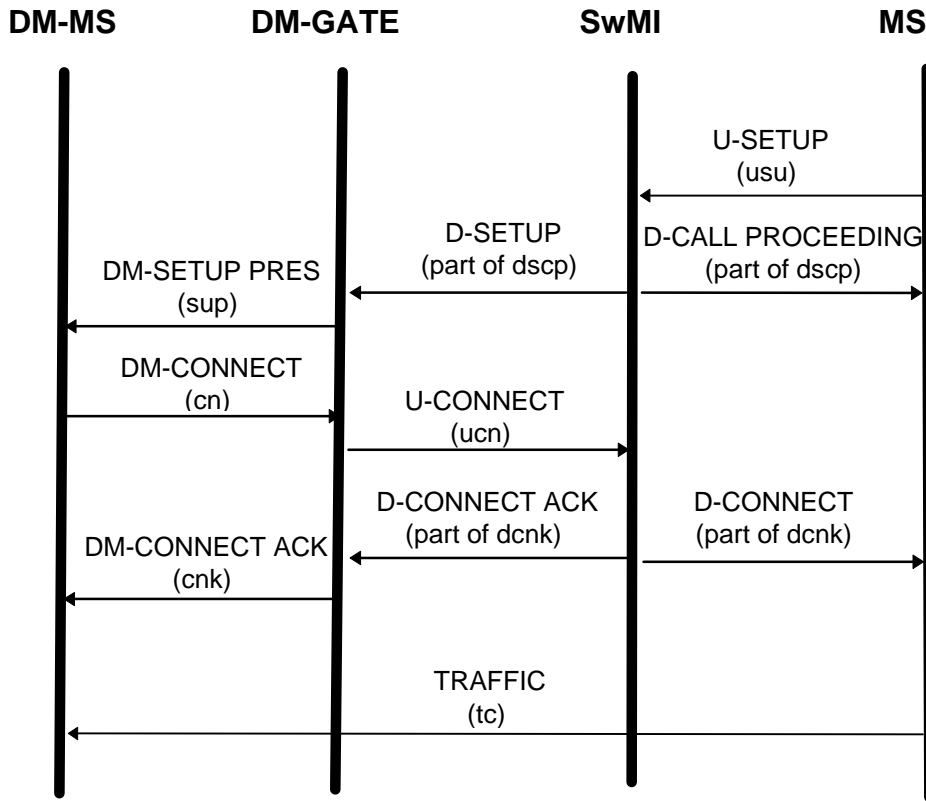 DM-MS DM-GATE SwMI MS
U-SETUP
(usu)
D-SETUP
(part of dscp)
D-CALL PROCEEDING
(part of dscp)
DM-SETUP PRES
(sup)
DM-CONNECT
(cn)
U-CONNECT
(ucn)
D-CONNECT ACK
(part of dcnk)
D-CONNECT
(part of dcnk)
DM-CONNECT ACK
(cnk)
TRAFFIC
(tc)